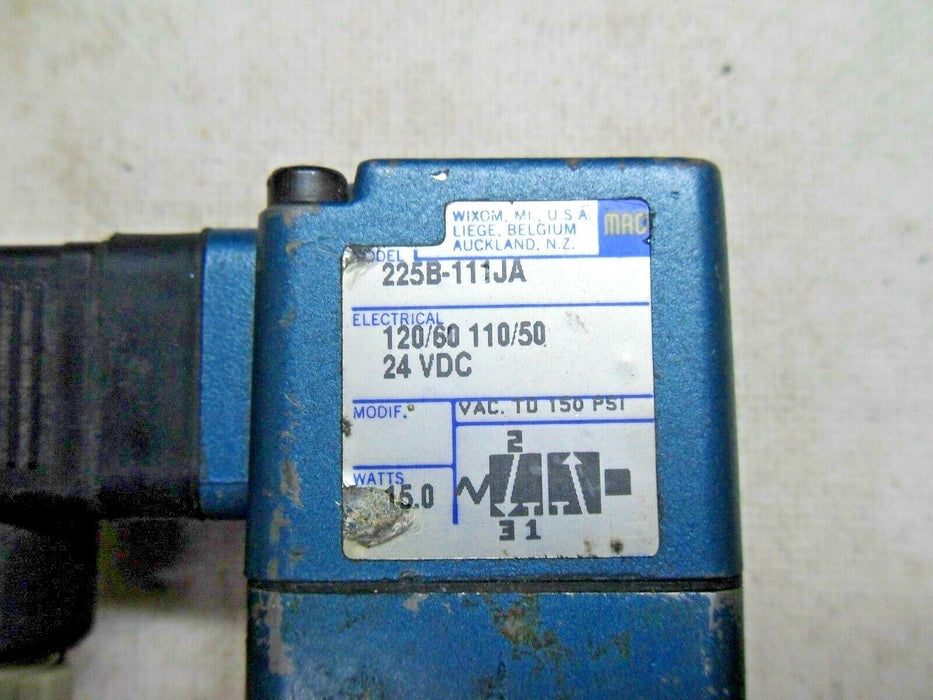 WIXOM, MI., U.S.A.
LIEGE, BELGIUM
AUCKLAND, N.Z.
MAC
MODEL
225B-111JA
ELECTRICAL
120/60 110/50
24 VDC
MODIF.
VAC. TO 150 PSI
WATTS
15.0
2
3 1